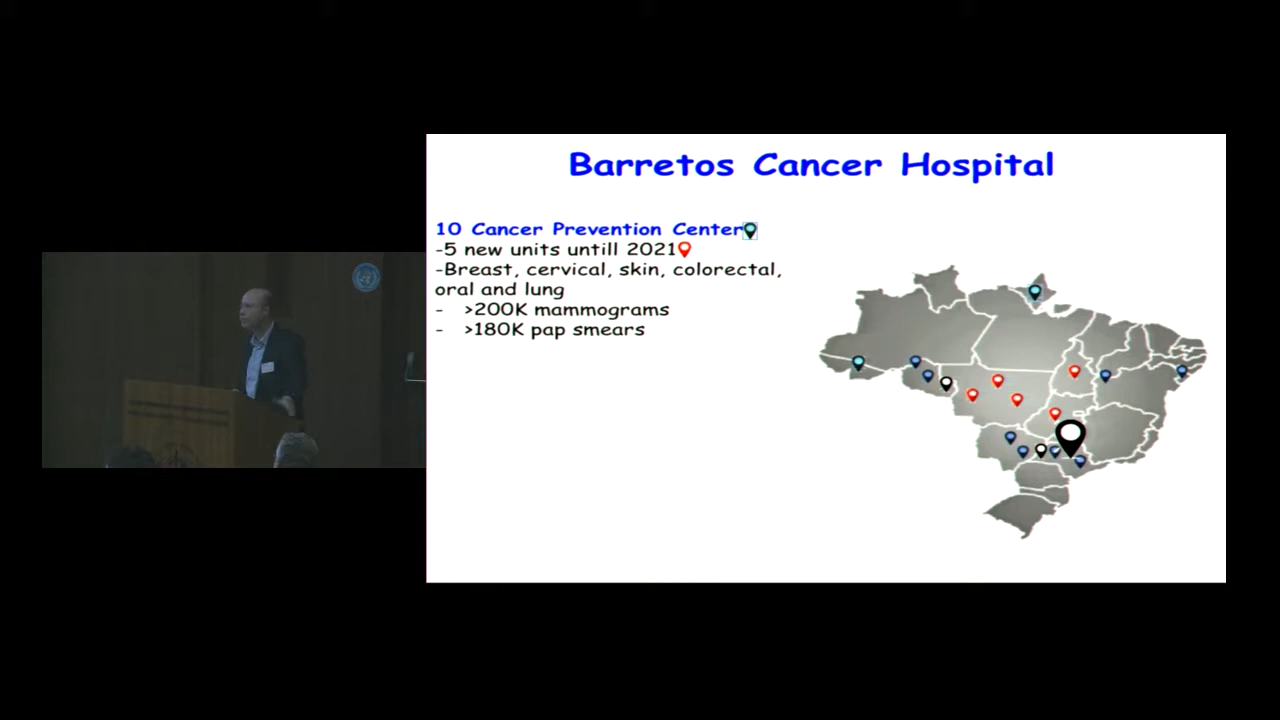 Barretos Cancer Hospital
10 Cancer Prevention Center
-5 new units untill 2021
-Breast, cervical, skin, colorectal,
oral and lung
- >200K mammograms
- >180K pap smears